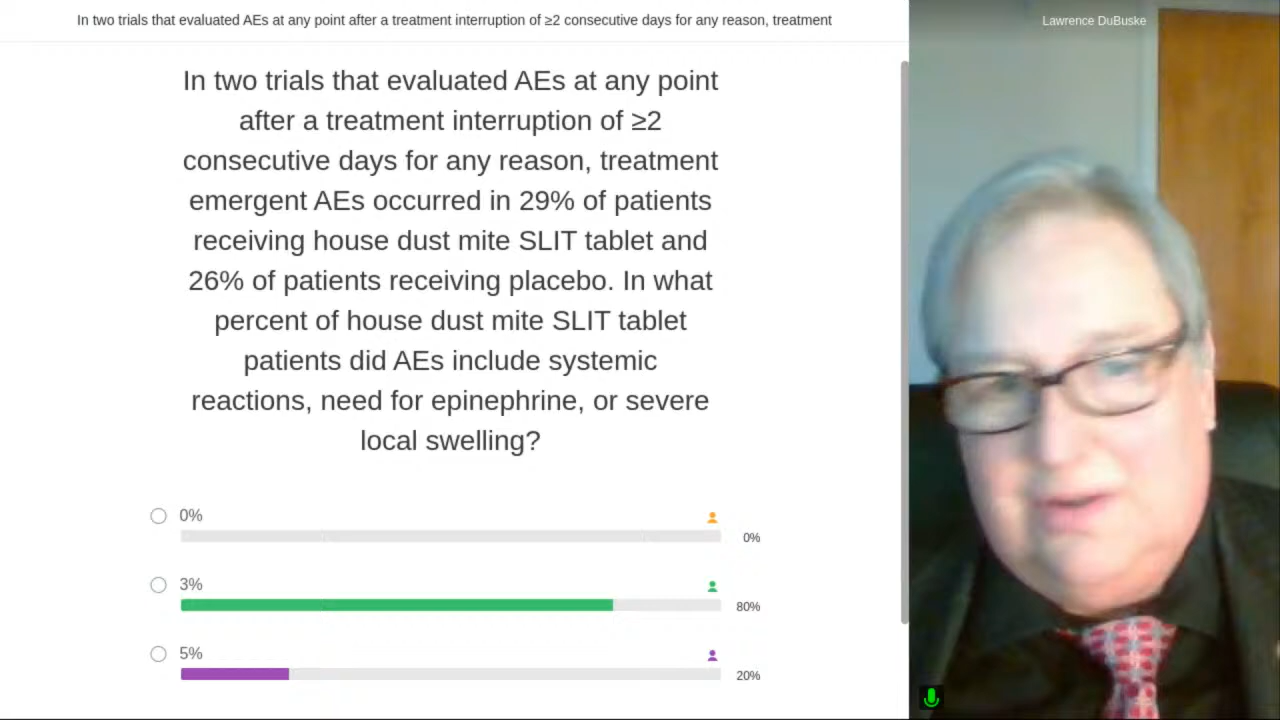 In two trials that evaluated AEs at any point after a treatment interruption of ≥2 consecutive days for any reason, treatment
Lawrence DuBuske
In two trials that evaluated AEs at any point
after a treatment interruption of ≥2
consecutive days for any reason, treatment
emergent AEs occurred in 29% of patients
receiving house dust mite SLIT tablet and
26% of patients receiving placebo. In what
percent of house dust mite SLIT tablet
patients did AEs include systemic
reactions, need for epinephrine, or severe
local swelling?
0%
0%
3%
80%
5%
20%